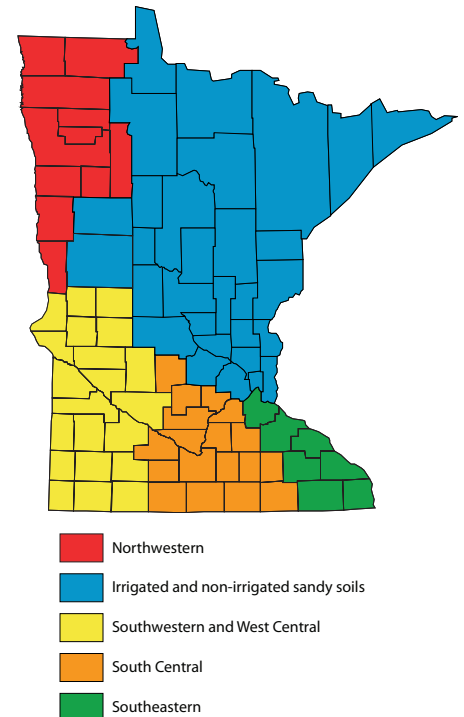 Northwestern
Irrigated and non-irrigated sandy soils
Southwestern and West Central
South Central
Southeastern